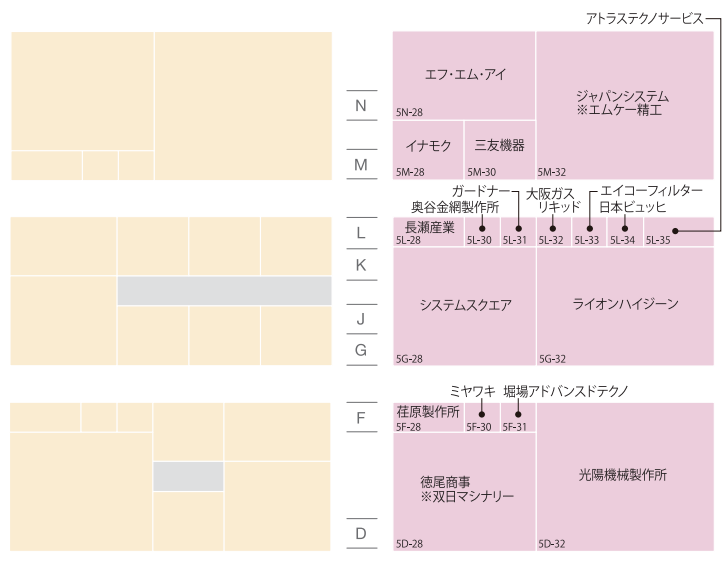 アトラステクノサービス
エフ・エム・アイ
5N-28
ジャパンシステム
※エムケー精工
5M-32
イナモク
5M-28
三友機器
5M-30
N
M
ガードナー
奥谷金網製作所
大阪ガス
リキッド
エイコーフィルター
日本ビュッヒ
長瀬産業
5L-28
5L-30
5L-31
5L-32
5L-33
5L-34
5L-35
L
K
J
G
システムスクエア
5G-28
ライオンハイジーン
5G-32
ミヤワキ
堀場アドバンスドテクノ
荏原製作所
5F-28
5F-30
5F-31
F
D
徳尾商事
※双日マシナリー
5D-28
光陽機械製作所
5D-32